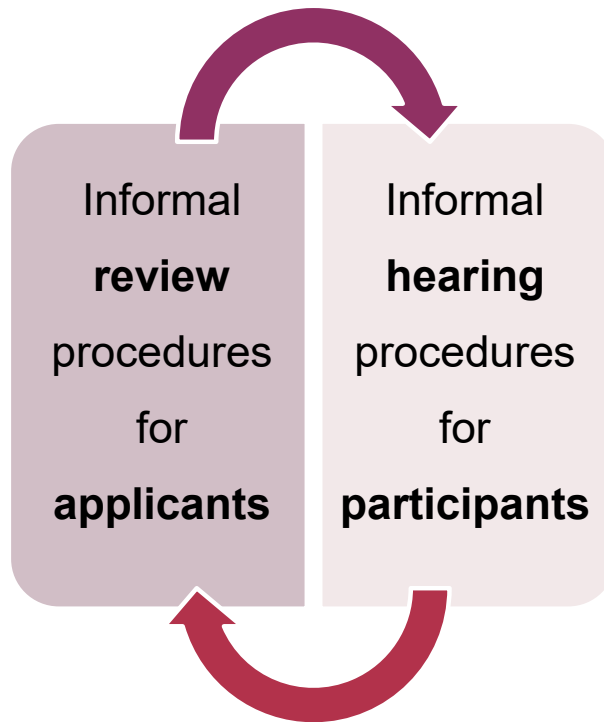 Informal
review
procedures
for
applicants
Informal
hearing
procedures
for
participants